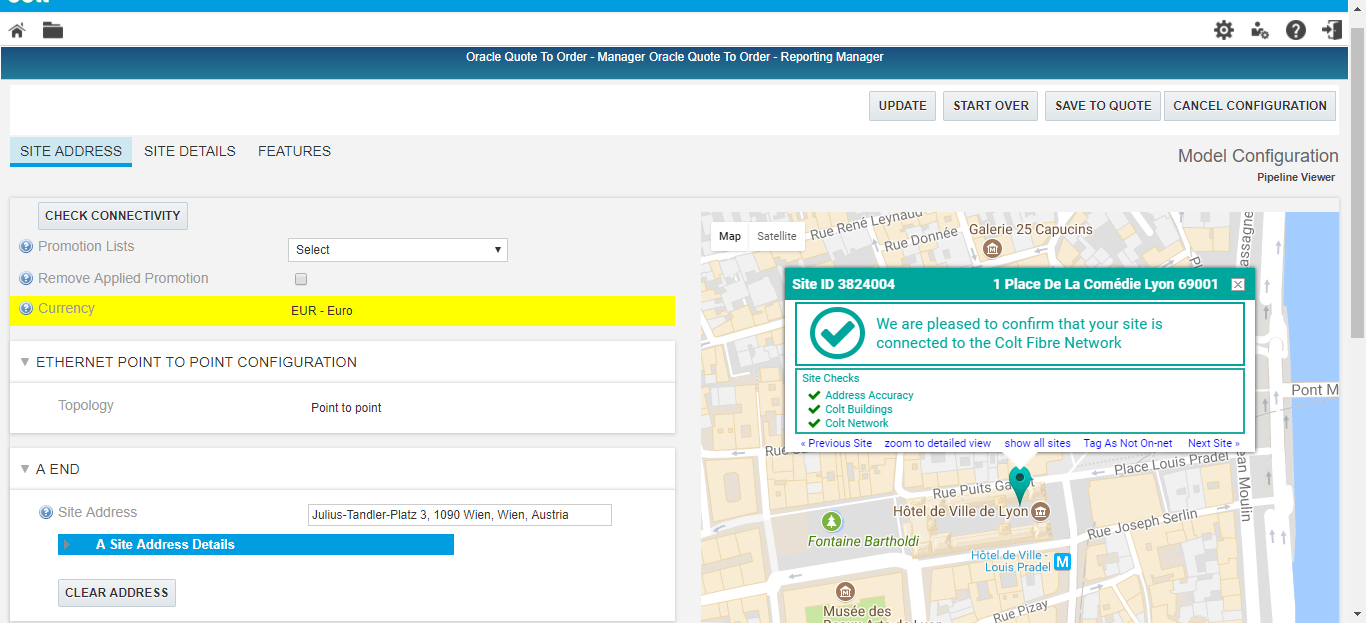 Oracle Quote To Order - Manager Oracle Quote To Order - Reporting Manager
UPDATE START OVER SAVE TO QUOTE CANCEL CONFIGURATION
SITE ADDRESS SITE DETAILS FEATURES
Model Configuration
Pipeline Viewer
CHECK CONNECTIVITY
Promotion Lists Select
Remove Applied Promotion
Currency EUR - Euro
ETHERNET POINT TO POINT CONFIGURATION
Topology Point to point
A END
Site Address Julius-Tandler-Platz 3, 1090 Wien, Wien, Austria
A Site Address Details
CLEAR ADDRESS
Map Satellite
Rue René Leynaud
Rue Donnée
Galerie 25 Capucins
Site ID 3824004 1 Place De La Comédie Lyon 69001
We are pleased to confirm that your site is
connected to the Colt Fibre Network
Site Checks
Address Accuracy
Colt Buildings
Colt Network
« Previous Site zoom to detailed view show all sites Tag As Not On-net Next Site »
Pont M
Place Louis Pradel
Rue Puits Ga
Hôtel de Ville de Lyon
Rue Joseph Serlin
ean Moulin
assagne
Fontaine Bartholdi
Hôtel de Ville -
Louis Pradel M
Musée des
Rue Pizay